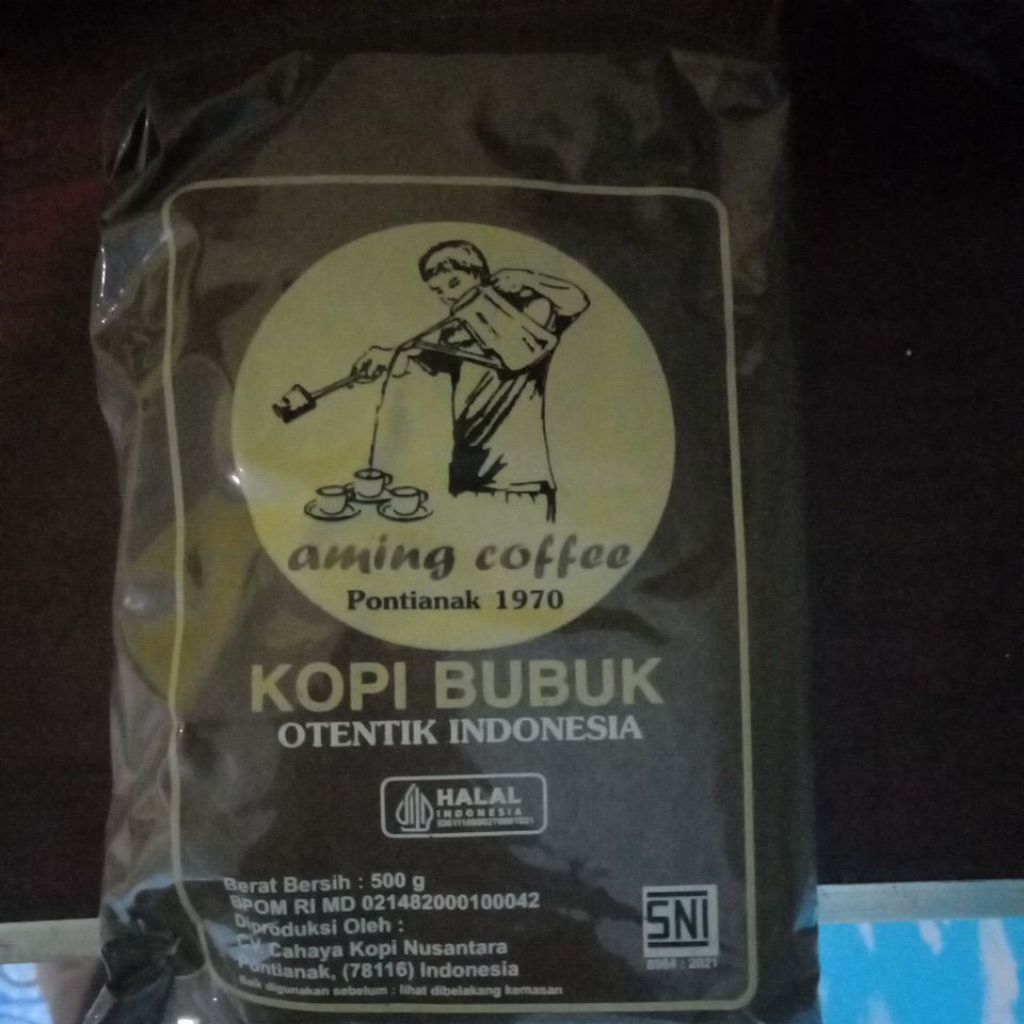 aming coffee
Pontianak 1970
KOPI BUBUK
OTENTIK INDONESIA
HALAL
INDONESIA
Berat Bersih : 500 g
BPOM RI MD 021482000100042
Diproduksi Oleh :
CV. Cahaya Kopi Nusantara
Pontianak, (78116) Indonesia
Baik digunakan sebelum : lihat dibelakang kemasan
SNI